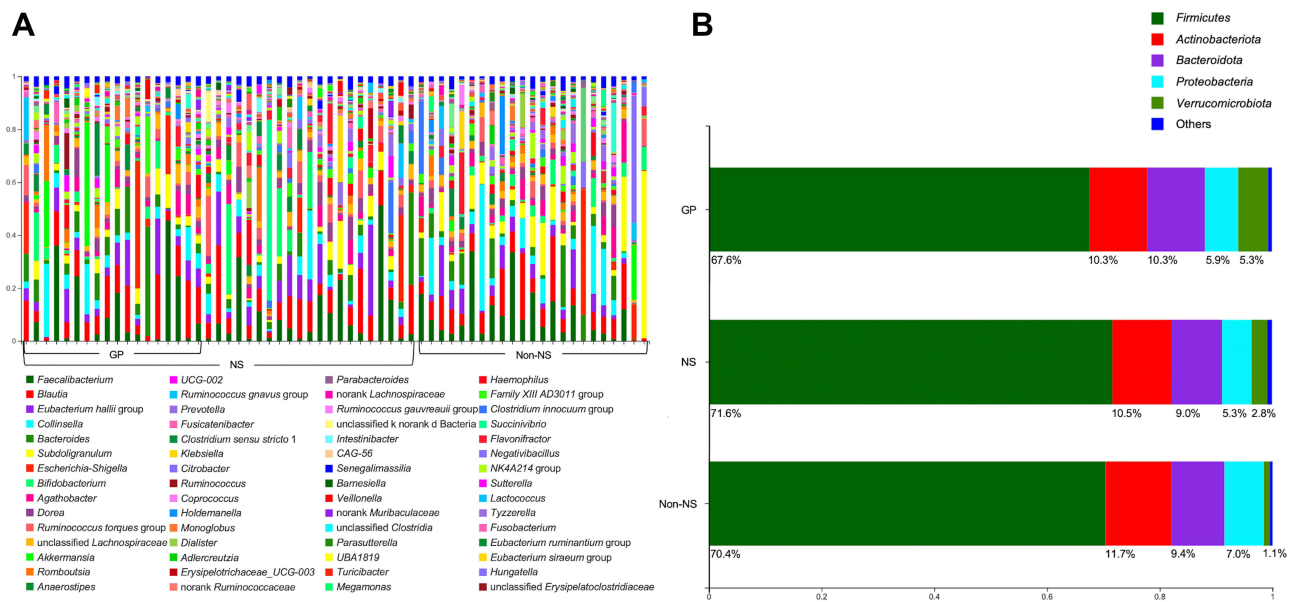 A
1
0.8
0.6
0.4
0.2
0
GP
NS
Non-NS
Faecalibacterium
Blautia
Eubacterium hallii group
Collinsella
Bacteroides
Subdoligranulum
Escherichia-Shigella
Bifidobacterium
Agathobacter
Dorea
Ruminococcus torques group
unclassified Lachnospiraceae
Akkermansia
Romboutsia
Anaerostipes
UCG-002
Ruminococcus gnavus group
Prevotella
Fusicatenibacter
Clostridium sensu stricto 1
Klebsiella
Citrobacter
Ruminococcus
Coprococcus
Holdemanella
Monoglobus
Dialister
Adlercreutzia
Erysipelotrichaceae_UCG-003
norank Ruminococcaceae
Parabacteroides
norank Lachnospiraceae
Ruminococcus gauvreauii group
unclassified k norank d Bacteria
Intestinibacter
CAG-56
Senegalimassilia
Barnesiella
Veillonella
norank Muribaculaceae
unclassified Clostridia
Parasutterella
UBA1819
Turicibacter
Megamonas
Haemophilus
Family XIII AD3011 group
Clostridium innocuum group
Succinivibrio
Flavonifractor
Negativibacillus
NK4A214 group
Sutterella
Lactococcus
Tyzzerella
Fusobacterium
Eubacterium ruminantium group
Eubacterium siraeum group
Hungatella
unclassified Erysipelatoclostridiaceae
B
Firmicutes
Actinobacteriota
Bacteroidota
Proteobacteria
Verrucomicrobiota
Others
GP
67.6% 10.3% 10.3% 5.9% 5.3%
NS
71.6% 10.5% 9.0% 5.3% 2.8%
Non-NS
70.4% 11.7% 9.4% 7.0% 1.1%
0 0.2 0.4 0.6 0.8 1